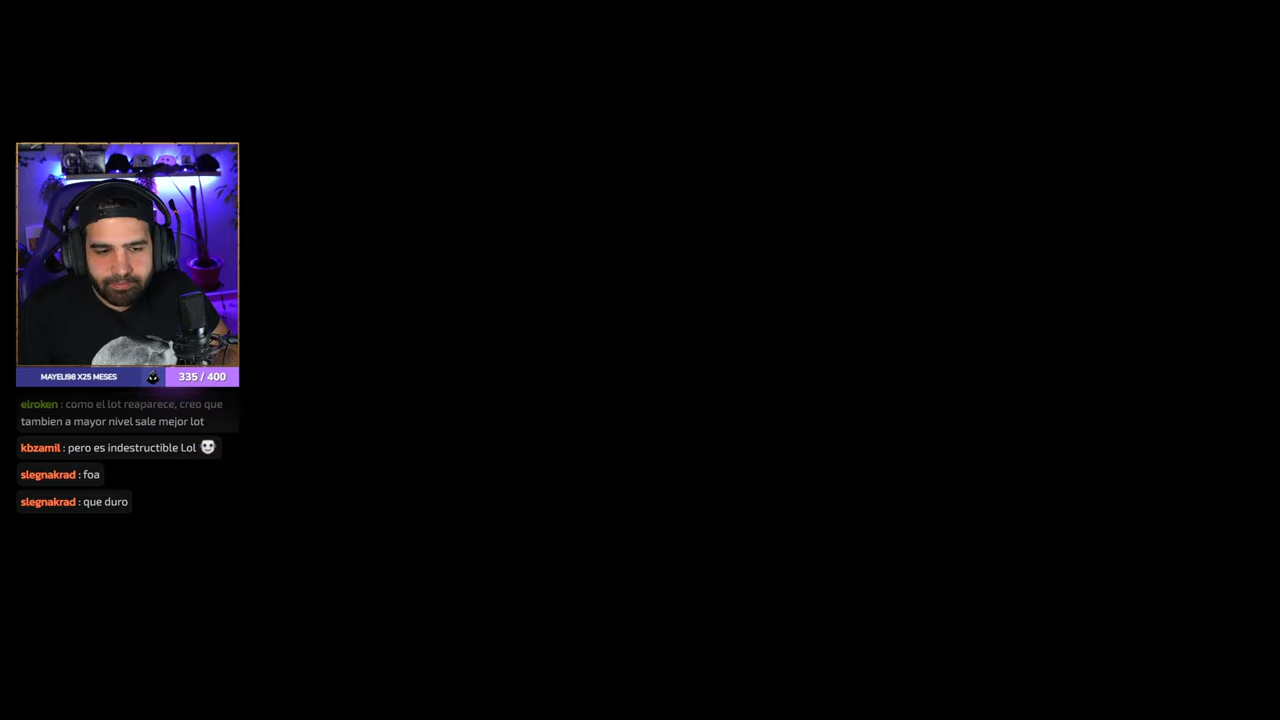 MAYELI98 X25 MESES
335 / 400
elroken : como el lot reaparece, creo que
tambien a mayor nivel sale mejor lot
kbzamil : pero es indestructible Lol
slegnakrad : foa
slegnakrad : que duro